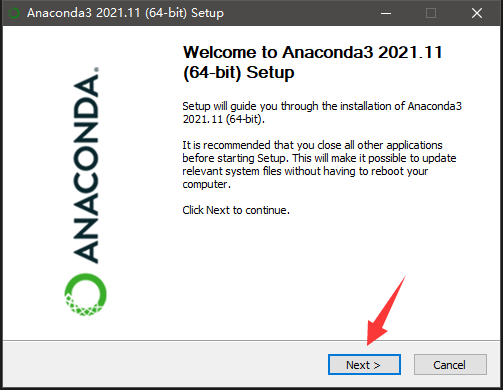 Anaconda3 2021.11 (64-bit) Setup
Welcome to Anaconda3 2021.11
(64-bit) Setup
Setup will guide you through the installation of Anaconda3
2021.11 (64-bit).
It is recommended that you close all other applications
before starting Setup. This will make it possible to update
relevant system files without having to reboot your
computer.
Click Next to continue.
ANACONDA.
Next >
Cancel